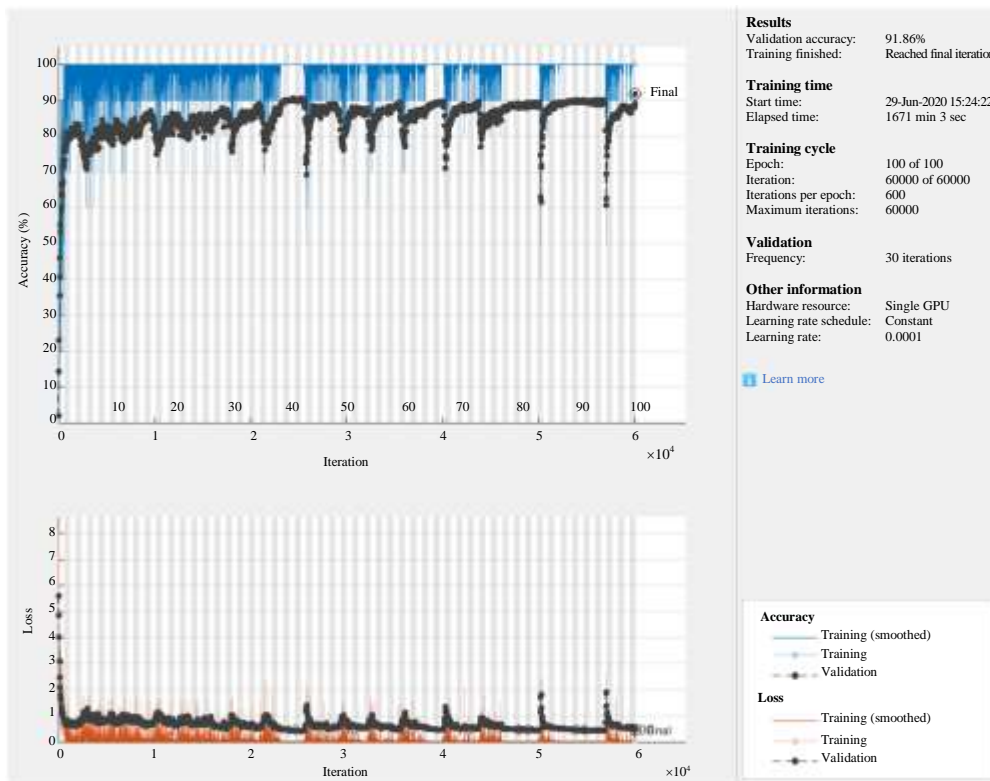 Results
Validation accuracy: 91.86%
Training finished: Reached final iteration
Training time
Start time: 29-Jun-2020 15:24:22
Elapsed time: 1671 min 3 sec
Training cycle
Epoch: 100 of 100
Iteration: 60000 of 60000
Iterations per epoch: 600
Maximum iterations: 60000
Validation
Frequency: 30 iterations
Other information
Hardware resource: Single GPU
Learning rate schedule: Constant
Learning rate: 0.0001
Learn more
Accuracy (%)
100
90
80
70
60
50
40
30
20
10
0
Final
10 20 30 40 50 60 70 80 90 100
0 1 2 3 4 5 6
×10⁴
Iteration
Loss
8
7
6
5
4
3
2
1
0
0 1 2 3 4 5 6
×10⁴
Iteration
Accuracy
Training (smoothed)
Training
Validation
Loss
Training (smoothed)
Training
Validation